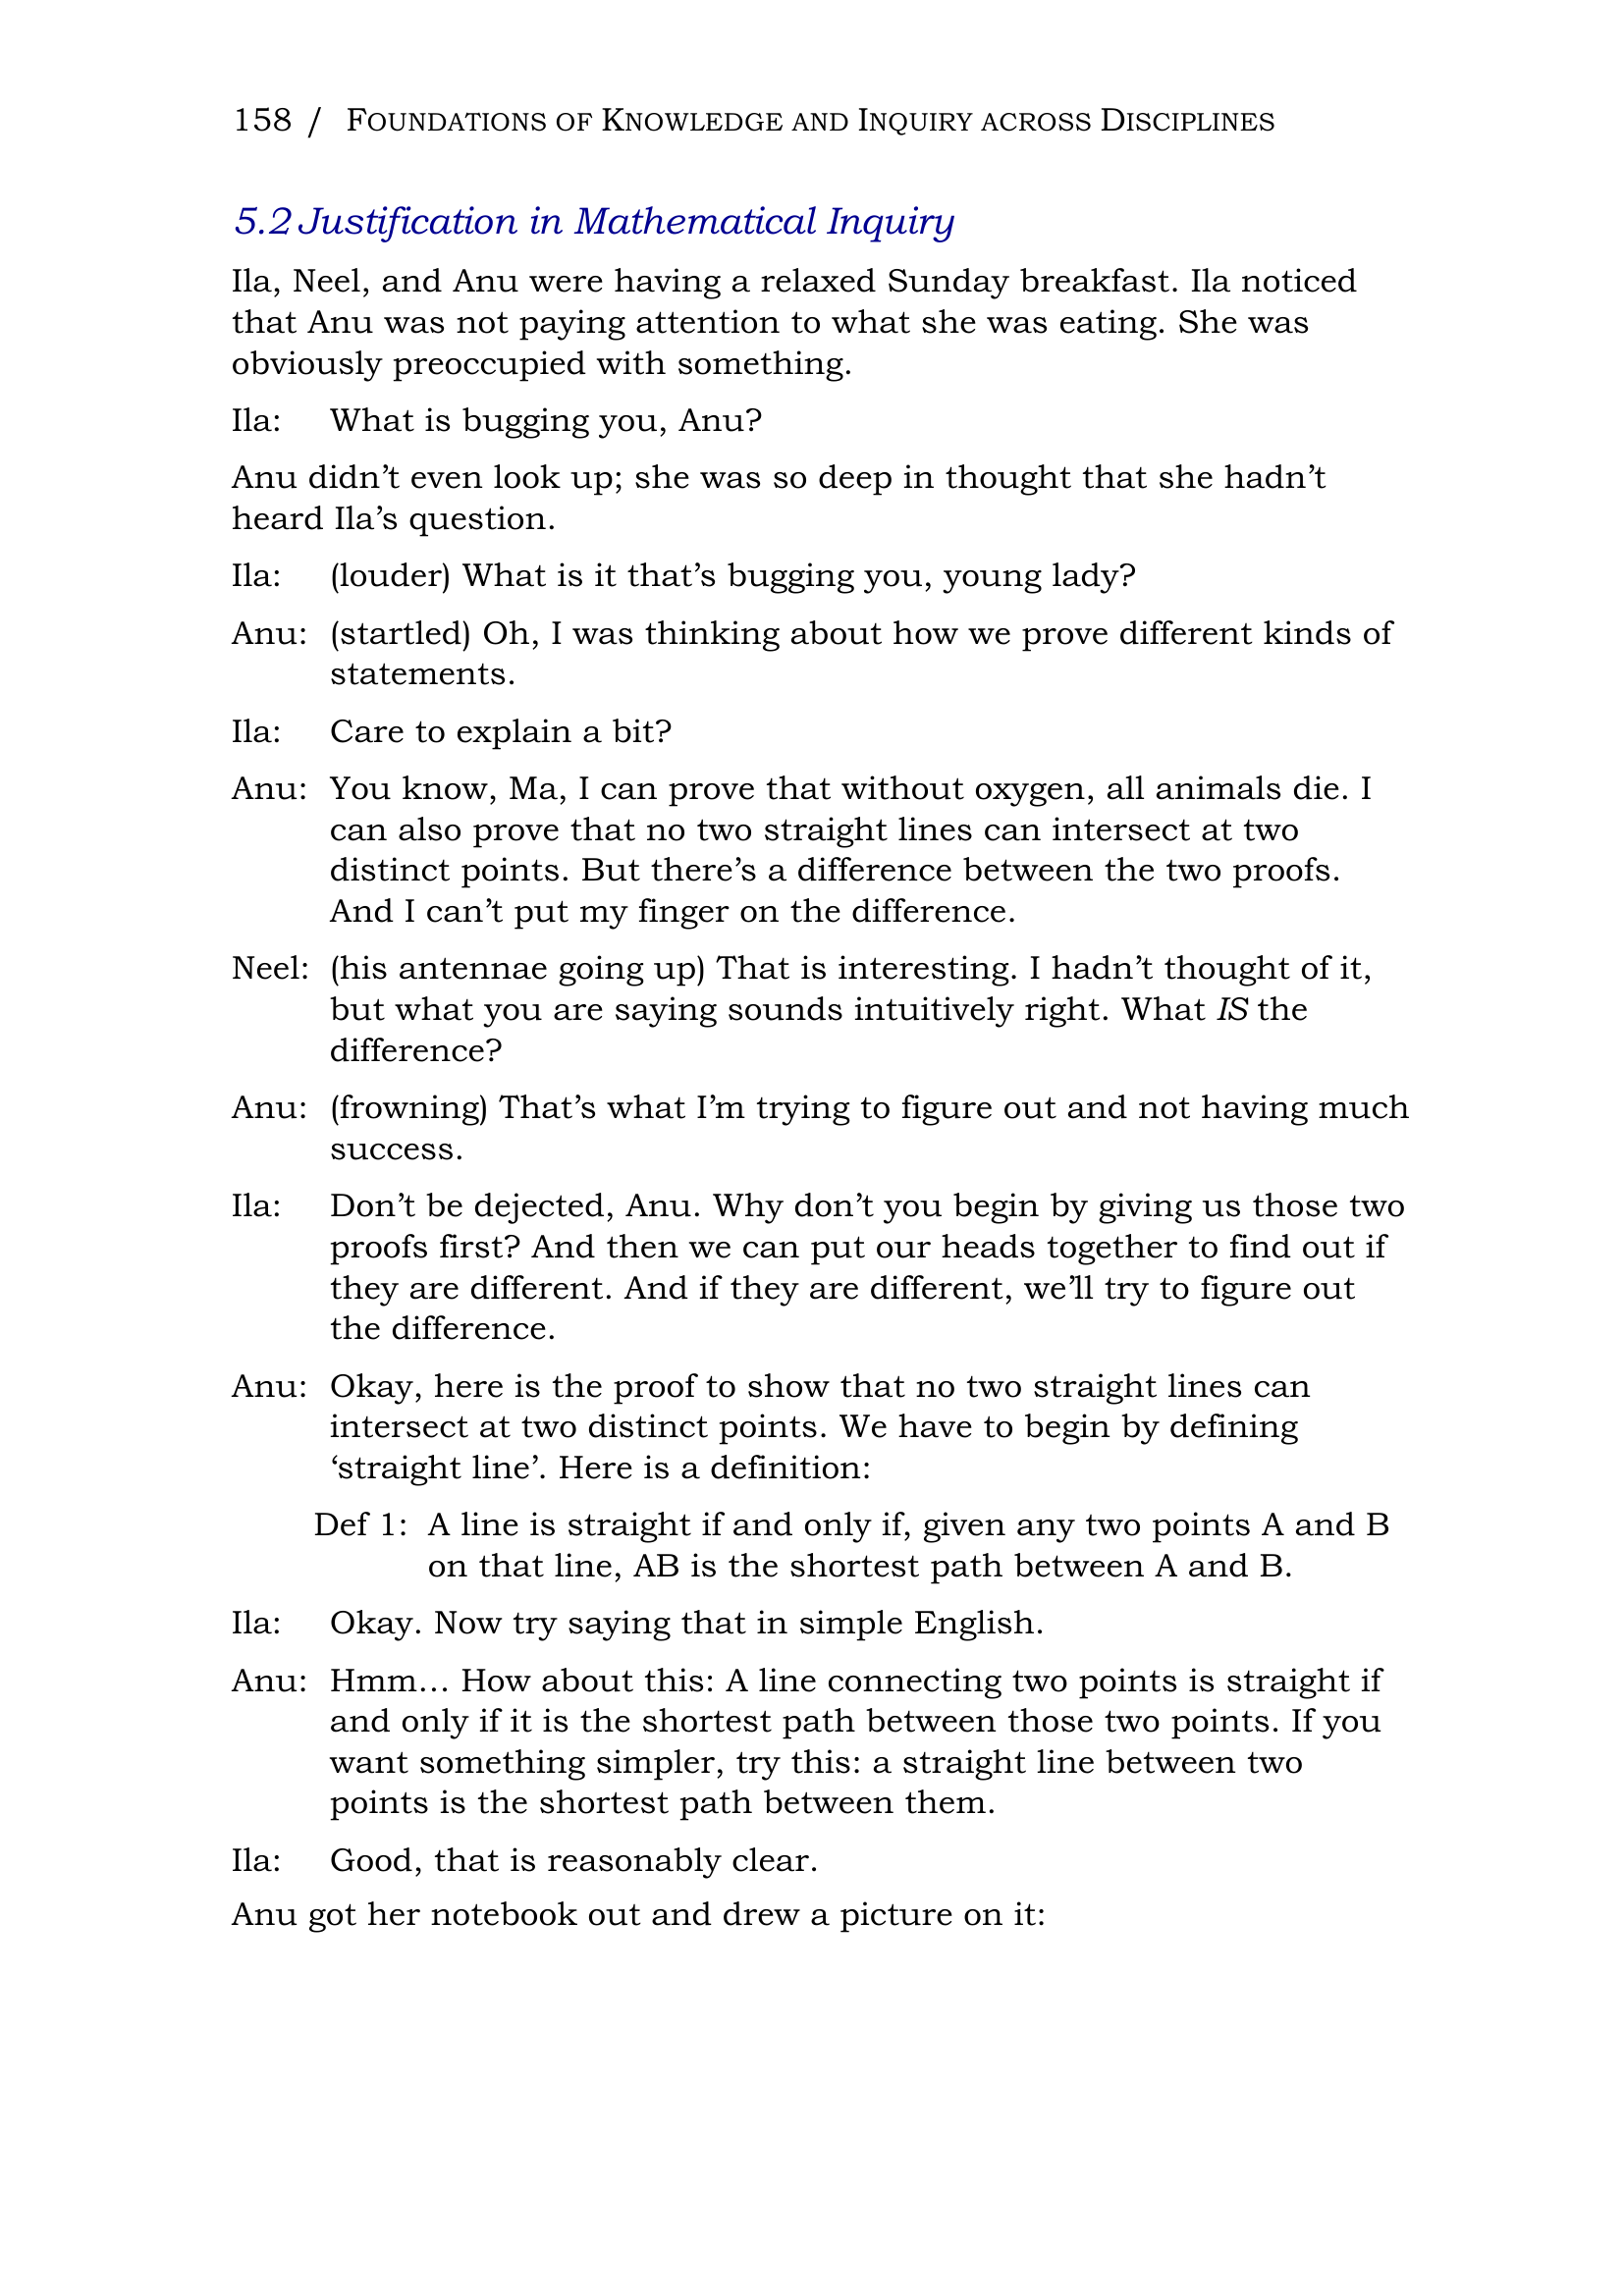 158 / FOUNDATIONS OF KNOWLEDGE AND INQUIRY ACROSS DISCIPLINES
5.2 Justification in Mathematical Inquiry
Ila, Neel, and Anu were having a relaxed Sunday breakfast. Ila noticed
that Anu was not paying attention to what she was eating. She was
obviously preoccupied with something.
Ila: What is bugging you, Anu?
Anu didn’t even look up; she was so deep in thought that she hadn’t
heard Ila’s question.
Ila: (louder) What is it that’s bugging you, young lady?
Anu: (startled) Oh, I was thinking about how we prove different kinds of
statements.
Ila: Care to explain a bit?
Anu: You know, Ma, I can prove that without oxygen, all animals die. I
can also prove that no two straight lines can intersect at two
distinct points. But there’s a difference between the two proofs.
And I can’t put my finger on the difference.
Neel: (his antennae going up) That is interesting. I hadn’t thought of it,
but what you are saying sounds intuitively right. What IS the
difference?
Anu: (frowning) That’s what I’m trying to figure out and not having much
success.
Ila: Don’t be dejected, Anu. Why don’t you begin by giving us those two
proofs first? And then we can put our heads together to find out if
they are different. And if they are different, we’ll try to figure out
the difference.
Anu: Okay, here is the proof to show that no two straight lines can
intersect at two distinct points. We have to begin by defining
‘straight line’. Here is a definition:
Def 1: A line is straight if and only if, given any two points A and B
on that line, AB is the shortest path between A and B.
Ila: Okay. Now try saying that in simple English.
Anu: Hmm… How about this: A line connecting two points is straight if
and only if it is the shortest path between those two points. If you
want something simpler, try this: a straight line between two
points is the shortest path between them.
Ila: Good, that is reasonably clear.
Anu got her notebook out and drew a picture on it: